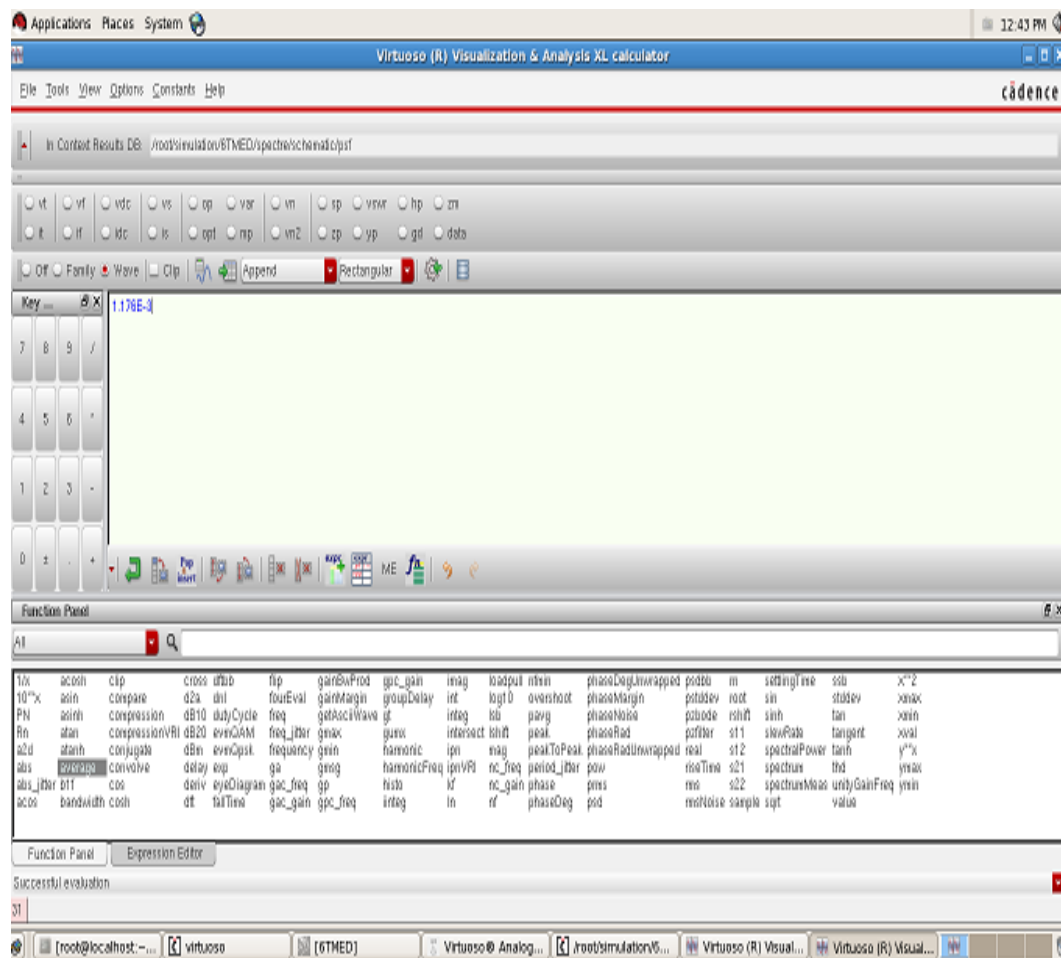 Applications Places System 12:43 PM
Virtuoso (R) Visualization & Analysis XL calculator
File Tools View Options Constants Help cādence
In Context Results DB: /root/simulation/6TMED/spectre/schematic/psf
vt vf vdc vs op var vn sp vswr hp zm
it if idc is opt mp vn2 zp yp gd data
Off Family Wave Clip Append Rectangular
Key ...
1.176E-3
7 8 9 /
4 5 6 *
1 2 3 -
0 ± . +
ME
Function Panel
All
1/x acosh clip cross dftbb flip gainBwProd gpc_gain imag loadpull nfmin phaseDegUnwrapped psdbb rn settlingTime ssb x**2
10**x asin compare d2a dnl fourEval gainMargin groupDelay int log10 overshoot phaseMargin pstddev root sin stddev xmax
PN asinh compression dB10 dutyCycle freq getAsciiWave gt integ lsb pavg phaseNoise pzbode rshift sinh tan xmin
Rn atan compressionVRI dB20 evmQAM freq_jitter gmax gumx intersect lshift peak phaseRad pzfilter s11 slewRate tangent xval
a2d atanh conjugate dBm evmQpsk frequency gmin harmonic ipn mag peakToPeak phaseRadUnwrapped real s12 spectralPower tanh y**x
abs average convolve delay exp ga gmsg harmonicFreq ipnVRI nc_freq period_jitter pow riseTime s21 spectrum thd ymax
abs_jitter b1f cos deriv eyeDiagram gac_freq gp histo kf nc_gain phase prms rms s22 spectrumMeas unityGainFreq ymin
acos bandwidth cosh dft fallTime gac_gain gpc_freq iinteg ln nf phaseDeg psd rmsNoise sample sqrt value
Function Panel Expression Editor
Successful evaluation
31
[root@localhost:~... virtuoso [6TMED] Virtuoso® Analog... /root/simulation/6... Virtuoso (R) Visual... Virtuoso (R) Visual...